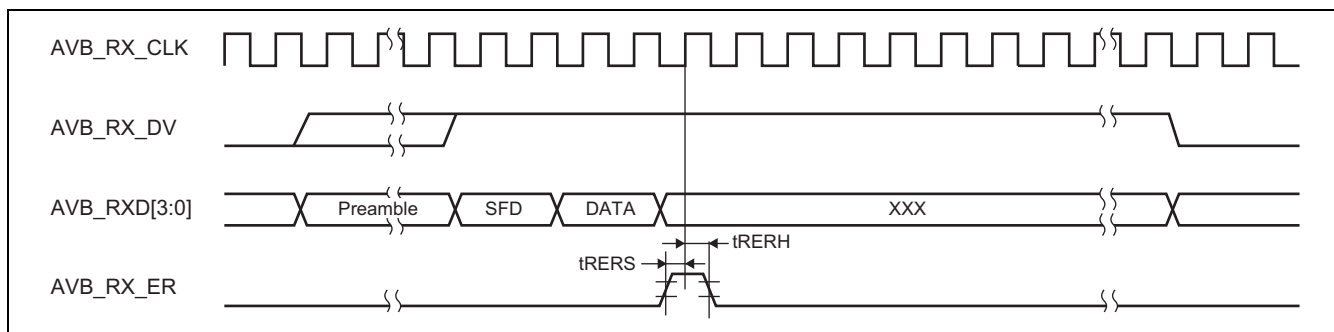 AVB_RX_CLK
AVB_RX_DV
AVB_RXD[3:0]
Preamble
SFD
DATA
XXX
tRERH
tRERS
AVB_RX_ER